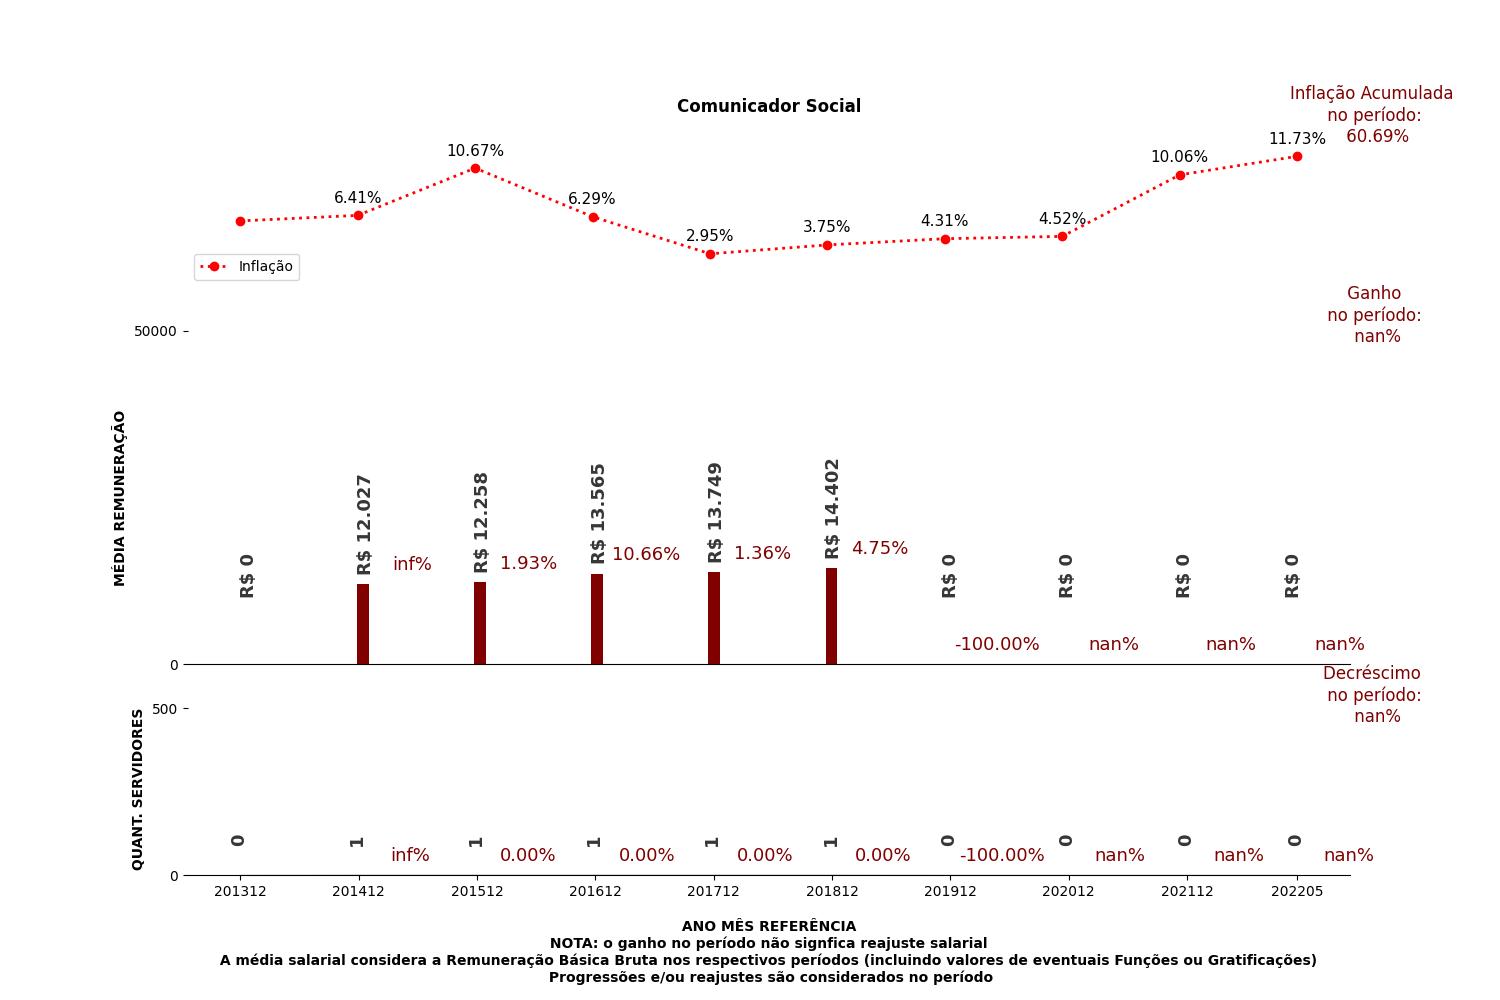 Comunicador Social
Inflação Acumulada
no período:
60.69%
6.41%
10.67%
6.29%
2.95%
3.75%
4.31%
4.52%
10.06%
11.73%
Inflação
Ganho
no período:
nan%
50000
0
MÉDIA REMUNERAÇÃO
R$ 0
R$ 12.027
R$ 12.258
R$ 13.565
R$ 13.749
R$ 14.402
R$ 0
R$ 0
R$ 0
R$ 0
inf%
1.93%
10.66%
1.36%
4.75%
-100.00%
nan%
nan%
nan%
Decréscimo
no período:
nan%
QUANT. SERVIDORES
500
0
0
1
1
1
1
1
0
0
0
0
inf%
0.00%
0.00%
0.00%
0.00%
-100.00%
nan%
nan%
nan%
201312
201412
201512
201612
201712
201812
201912
202012
202112
202205
ANO MÊS REFERÊNCIA
NOTA: o ganho no período não signfica reajuste salarial
A média salarial considera a Remuneração Básica Bruta nos respectivos períodos (incluindo valores de eventuais Funções ou Gratificações)
Progressões e/ou reajustes são considerados no período